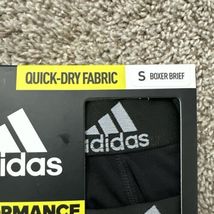 QUICK-DRY FABRIC
S BOXER BRIEF
adidas
adidas